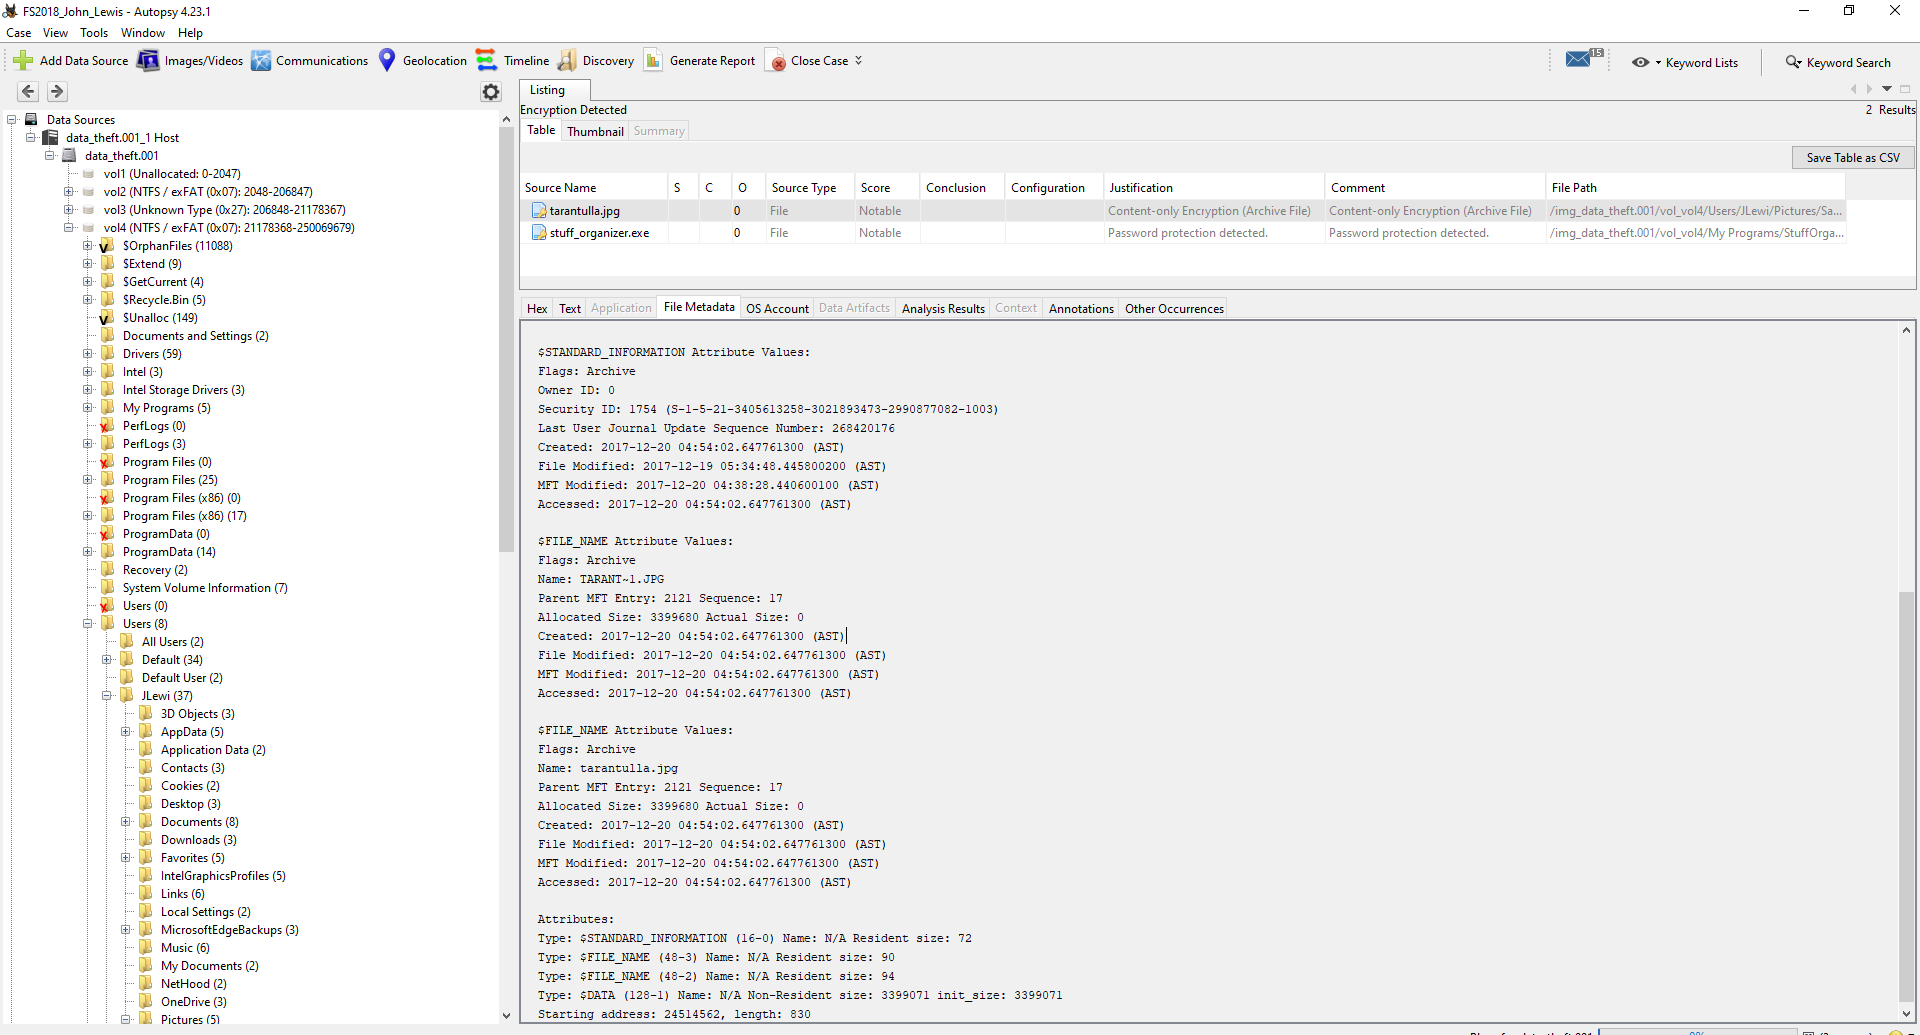 FS2018_John_Lewis - Autopsy 4.23.1
Case View Tools Window Help
Add Data Source Images/Videos Communications Geolocation Timeline Discovery Generate Report Close Case 15 Keyword Lists Keyword Search
Data Sources
data_theft.001_1 Host
data_theft.001
vol1 (Unallocated: 0-2047)
vol2 (NTFS / exFAT (0x07): 2048-206847)
vol3 (Unknown Type (0x27): 206848-21178367)
vol4 (NTFS / exFAT (0x07): 21178368-250069679)
$OrphanFiles (11088)
$Extend (9)
$GetCurrent (4)
$Recycle.Bin (5)
$Unalloc (149)
Documents and Settings (2)
Drivers (59)
Intel (3)
Intel Storage Drivers (3)
My Programs (5)
PerfLogs (0)
PerfLogs (3)
Program Files (0)
Program Files (25)
Program Files (x86) (0)
Program Files (x86) (17)
ProgramData (0)
ProgramData (14)
Recovery (2)
System Volume Information (7)
Users (0)
Users (8)
All Users (2)
Default (34)
Default User (2)
JLewi (37)
3D Objects (3)
AppData (5)
Application Data (2)
Contacts (3)
Cookies (2)
Desktop (3)
Documents (8)
Downloads (3)
Favorites (5)
IntelGraphicsProfiles (5)
Links (6)
Local Settings (2)
MicrosoftEdgeBackups (3)
Music (6)
My Documents (2)
NetHood (2)
OneDrive (3)
Pictures (5)
Listing
Encryption Detected
2 Results
Table Thumbnail Summary
Save Table as CSV
Source Name S C O Source Type Score Conclusion Configuration Justification Comment File Path
tarantulla.jpg 0 File Notable Content-only Encryption (Archive File) Content-only Encryption (Archive File) /img_data_theft.001/vol_vol4/Users/JLewi/Pictures/Sa...
stuff_organizer.exe 0 File Notable Password protection detected. Password protection detected. /img_data_theft.001/vol_vol4/My Programs/StuffOrga...
Hex Text Application File Metadata OS Account Data Artifacts Analysis Results Context Annotations Other Occurrences
$STANDARD_INFORMATION Attribute Values:
Flags: Archive
Owner ID: 0
Security ID: 1754 (S-1-5-21-3405613258-3021893473-2990877082-1003)
Last User Journal Update Sequence Number: 268420176
Created: 2017-12-20 04:54:02.647761300 (AST)
File Modified: 2017-12-19 05:34:48.445800200 (AST)
MFT Modified: 2017-12-20 04:38:28.440600100 (AST)
Accessed: 2017-12-20 04:54:02.647761300 (AST)
$FILE_NAME Attribute Values:
Flags: Archive
Name: TARANT~1.JPG
Parent MFT Entry: 2121 Sequence: 17
Allocated Size: 3399680 Actual Size: 0
Created: 2017-12-20 04:54:02.647761300 (AST)
File Modified: 2017-12-20 04:54:02.647761300 (AST)
MFT Modified: 2017-12-20 04:54:02.647761300 (AST)
Accessed: 2017-12-20 04:54:02.647761300 (AST)
$FILE_NAME Attribute Values:
Flags: Archive
Name: tarantulla.jpg
Parent MFT Entry: 2121 Sequence: 17
Allocated Size: 3399680 Actual Size: 0
Created: 2017-12-20 04:54:02.647761300 (AST)
File Modified: 2017-12-20 04:54:02.647761300 (AST)
MFT Modified: 2017-12-20 04:54:02.647761300 (AST)
Accessed: 2017-12-20 04:54:02.647761300 (AST)
Attributes:
Type: $STANDARD_INFORMATION (16-0) Name: N/A Resident size: 72
Type: $FILE_NAME (48-3) Name: N/A Resident size: 90
Type: $FILE_NAME (48-2) Name: N/A Resident size: 94
Type: $DATA (128-1) Name: N/A Non-Resident size: 3399071 init_size: 3399071
Starting address: 24514562, length: 830